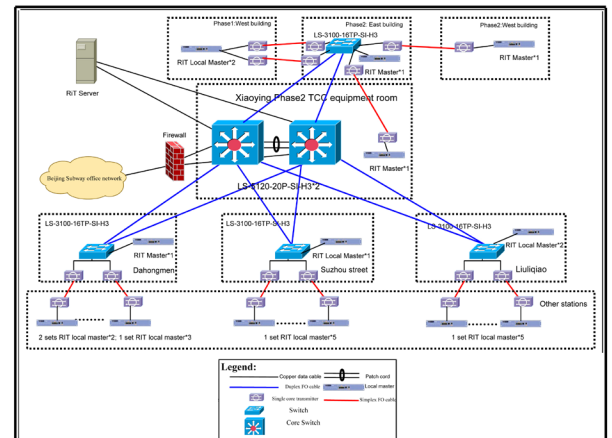 Phase1:West building
Phase2: East building
Phase2:West building
LS-3100-16TP-SI-H3
RIT Local Master*2
RIT Master*1
RIT Master*1
RiT Server
Xiaoying Phase2 TCC equipment room
Firewall
Beijing Subway office network
RIT Master*1
LS-5120-20P-SI-H3*2
LS-3100-16TP-SI-H3
LS-3100-16TP-SI-H3
LS-3100-16TP-SI-H3
RIT Master*1
RIT Local Master*1
RIT Local Master*2
Dahongmen
Suzhou street
Liuliqiao
Other stations
2 sets RIT local master*2; 1 set RIT local master*3
1 set RIT local master*5
1 set RIT local master*5
Legend:
Copper data cable
Patch cord
Duplex FO cable
Local master
Single core transmitter
Simplex FO cable
Switch
Core Switch